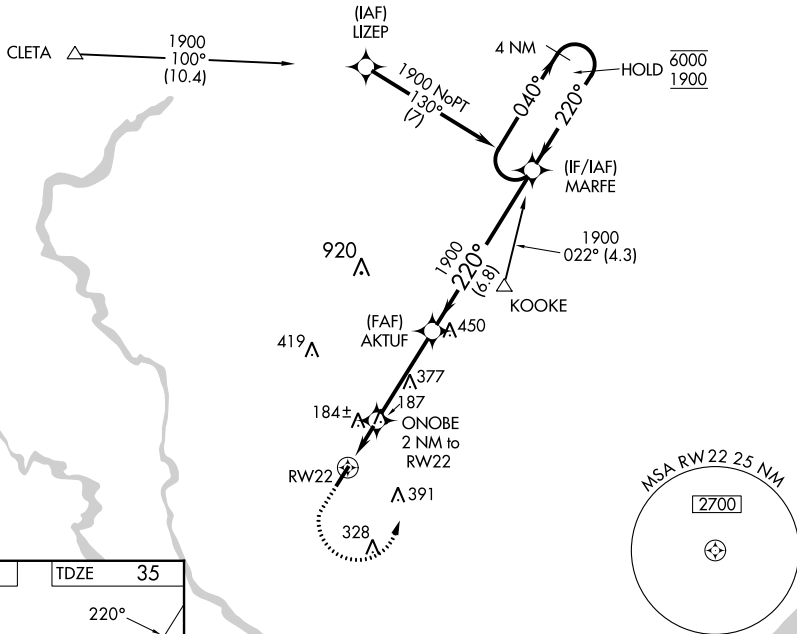 (IAF)
LIZEP
CLETA
1900
100°
(10.4)
1900 NoPT
130°
(7)
4 NM
040°
220°
HOLD
6000
1900
(IF/IAF)
MARFE
1900
220°
(6.8)
1900
022° (4.3)
KOOKE
920
(FAF)
AKTUF
450
419
377
184±
187
ONOBE
2 NM to
RW22
RW22
391
328
MSA RW22 25 NM
2700
TDZE 35
220°